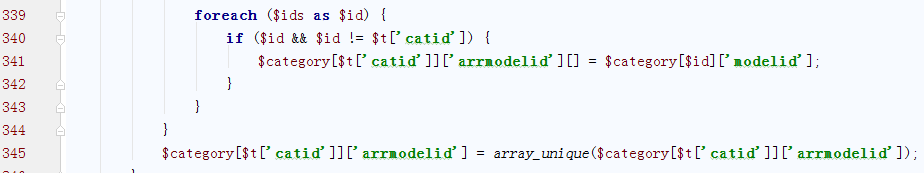 339 foreach ($ids as $id) {
340 if ($id && $id != $t['catid']) {
341 $category[$t['catid']]['arrmodelid'][] = $category[$id]['modelid'];
342 }
343 }
344 }
345 $category[$t['catid']]['arrmodelid'] = array_unique($category[$t['catid']]['arrmodelid']);